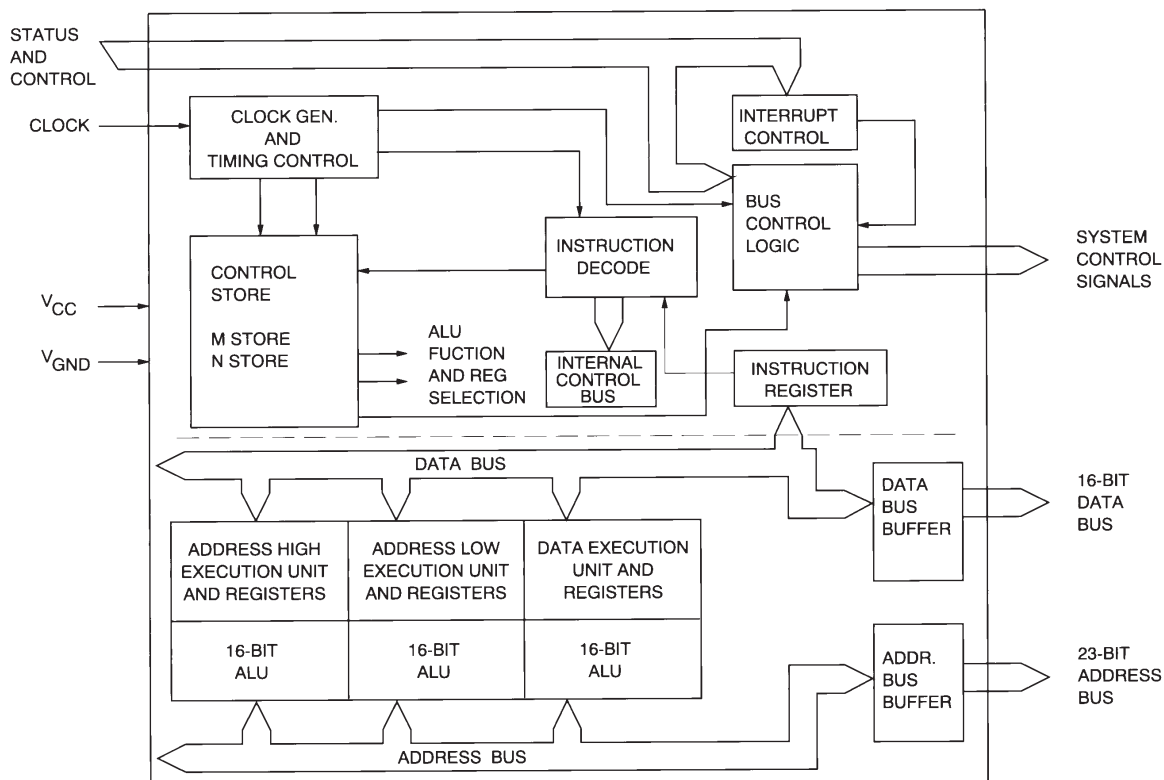 STATUS
AND
CONTROL
CLOCK
CLOCK GEN.
AND
TIMING CONTROL
INTERRUPT
CONTROL
BUS
CONTROL
LOGIC
INSTRUCTION
DECODE
SYSTEM
CONTROL
SIGNALS
CONTROL
STORE
M STORE
N STORE
VCC
VGND
ALU
FUCTION
AND REG
SELECTION
INTERNAL
CONTROL
BUS
INSTRUCTION
REGISTER
DATA BUS
DATA
BUS
BUFFER
16-BIT
DATA
BUS
ADDRESS HIGH
EXECUTION UNIT
AND REGISTERS
ADDRESS LOW
EXECUTION UNIT
AND REGISTERS
DATA EXECUTION
UNIT AND
REGISTERS
16-BIT
ALU
16-BIT
ALU
16-BIT
ALU
ADDR.
BUS
BUFFER
23-BIT
ADDRESS
BUS
ADDRESS BUS